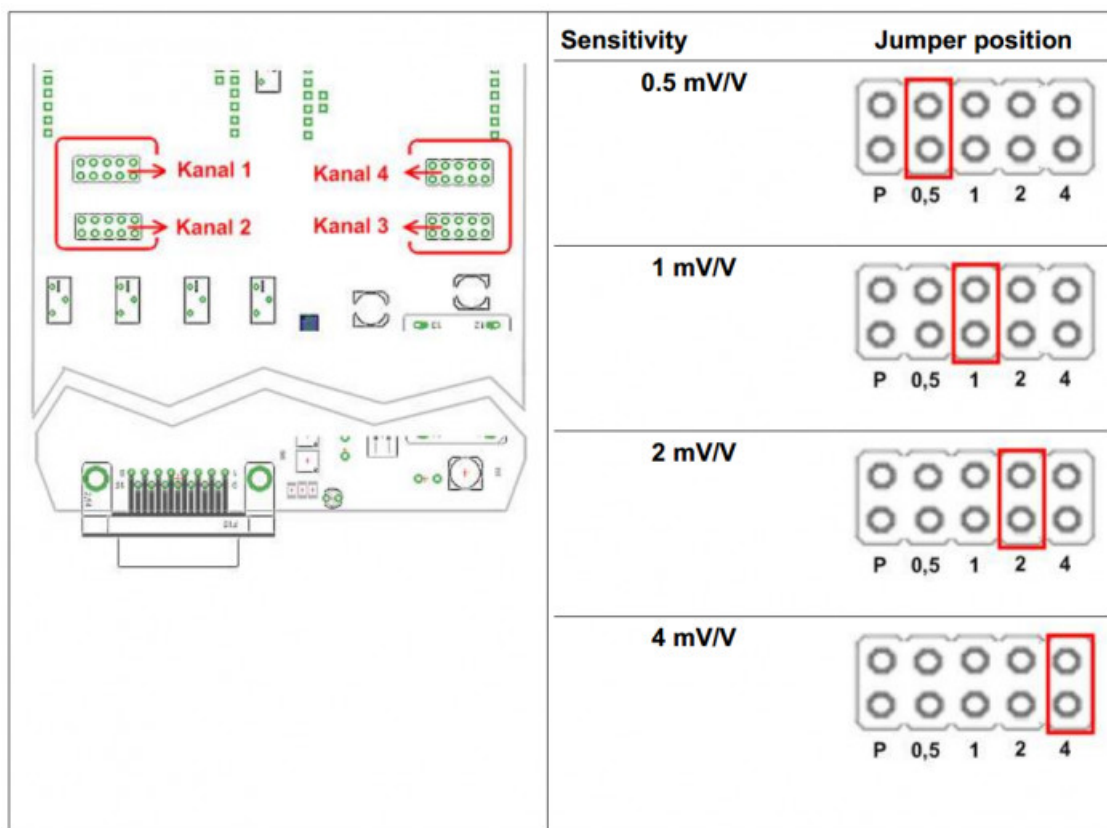 Sensitivity
Jumper position
Kanal 1
Kanal 4
Kanal 2
Kanal 3
13
12
0.5 mV/V
P 0,5 1 2 4
1 mV/V
P 0,5 1 2 4
2 mV/V
P 0,5 1 2 4
4 mV/V
P 0,5 1 2 4